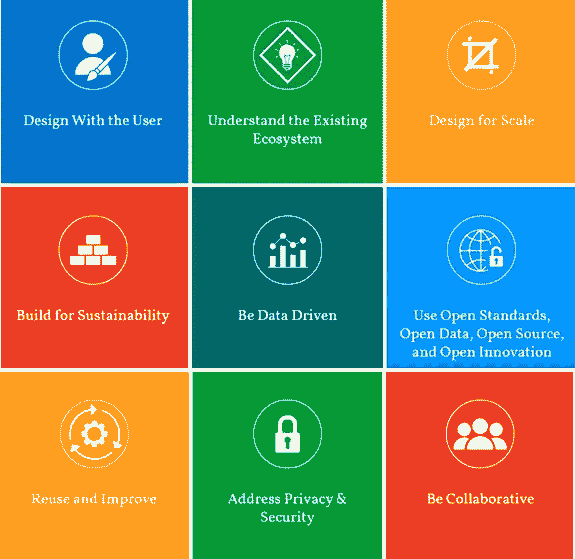 Design With the User
Understand the Existing
Ecosystem
Design for Scale
Build for Sustainability
Be Data Driven
Use Open Standards,
Open Data, Open Source,
and Open Innovation
Reuse and Improve
Address Privacy &
Security
Be Collaborative